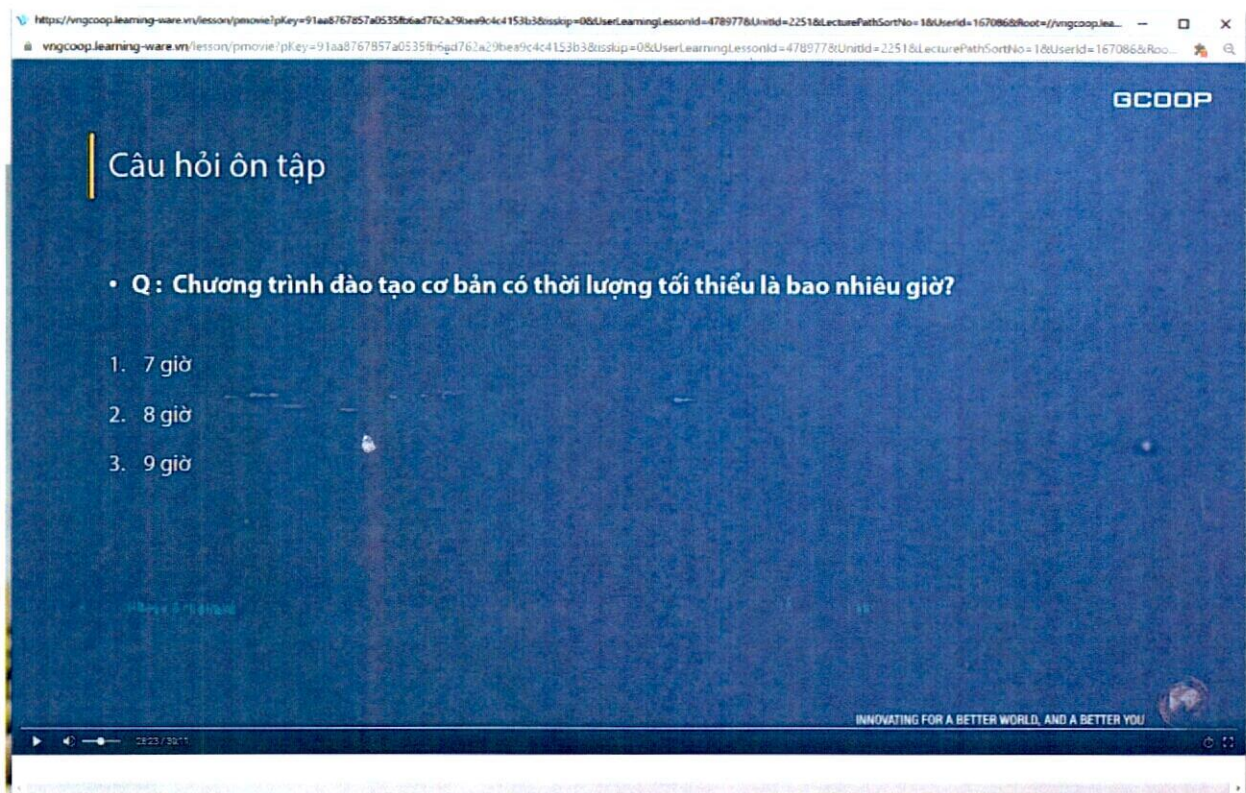 GCOOP
Câu hỏi ôn tập
• Q : Chương trình đào tạo cơ bản có thời lượng tối thiểu là bao nhiêu giờ?
1. 7 giờ
2. 8 giờ
3. 9 giờ
INNOVATING FOR A BETTER WORLD, AND A BETTER YOU